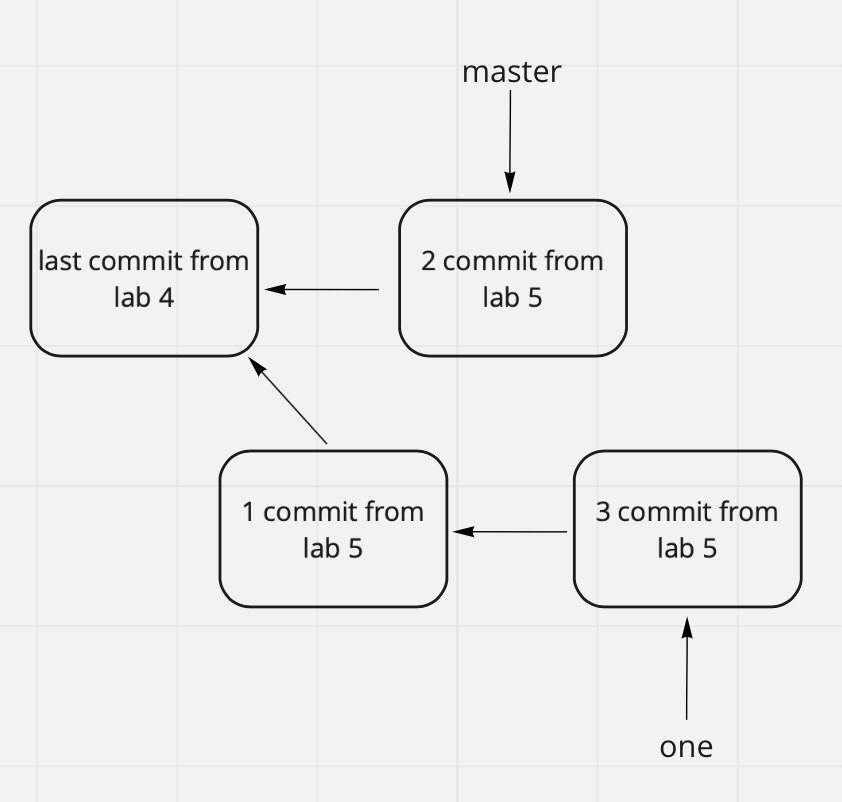 master
last commit from
lab 4
2 commit from
lab 5
1 commit from
lab 5
3 commit from
lab 5
one